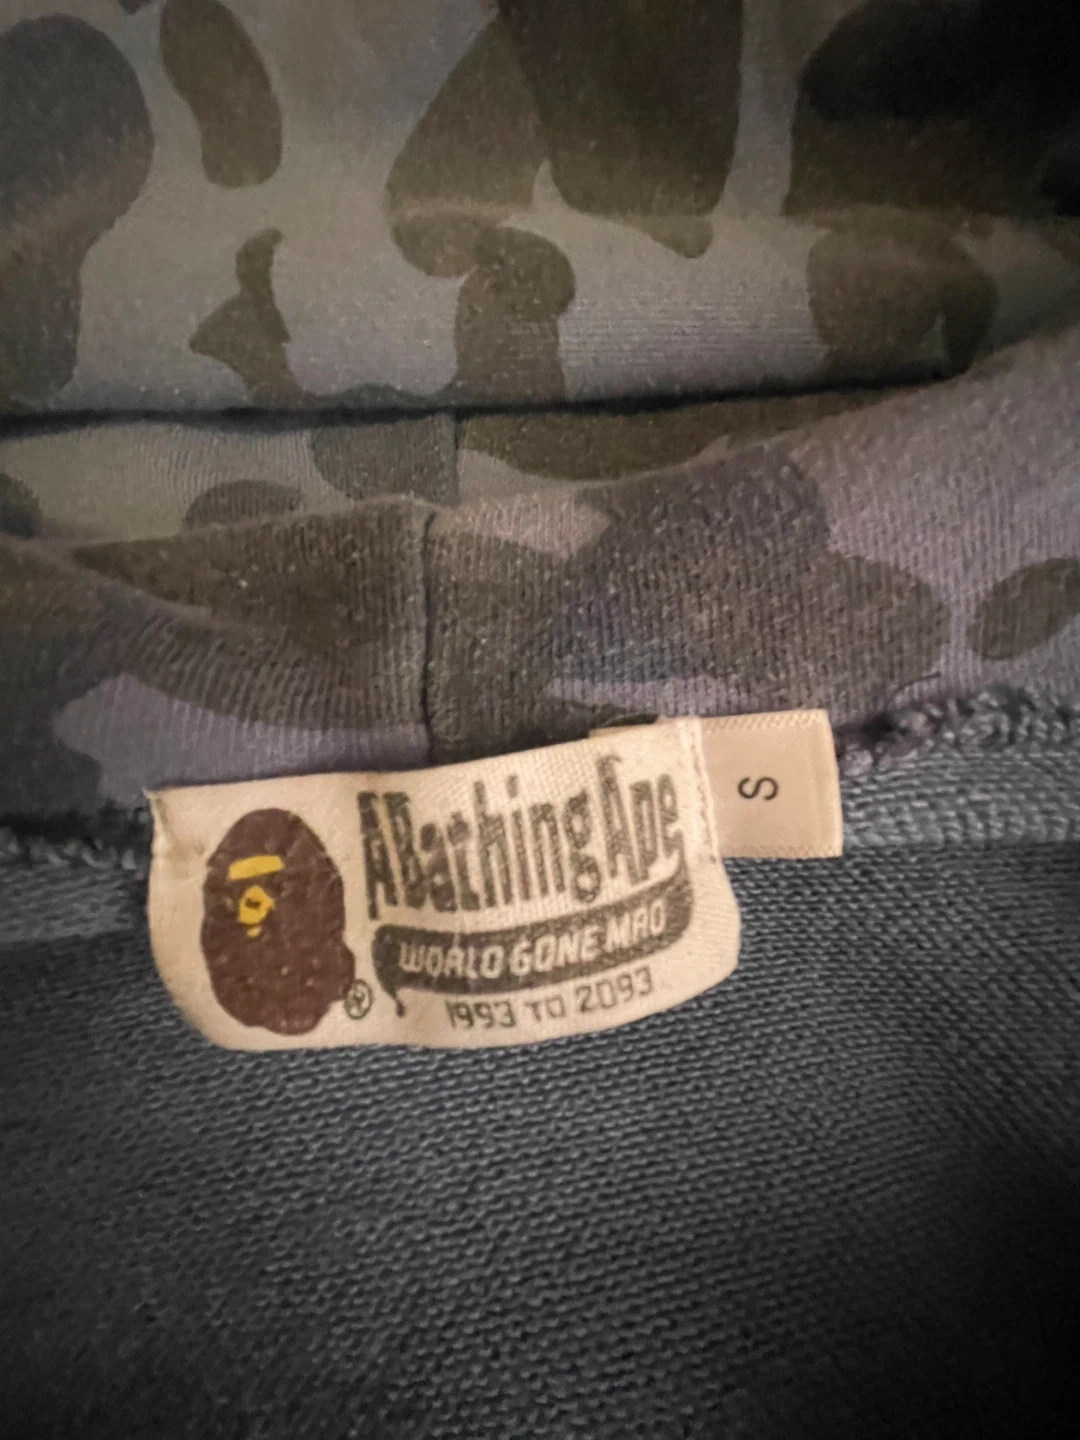 ABathingApe
WORLD GONE MAD
1993 TO 2093
®
S